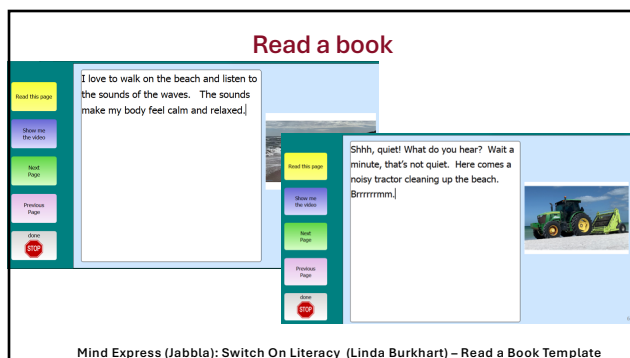 Read a book
Read this page
Show me
the video
Next
Page
Previous
Page
done
STOP
I love to walk on the beach and listen to
the sounds of the waves.   The sounds
make my body feel calm and relaxed.
Read this page
Show me
the video
Next
Page
Previous
Page
done
STOP
Shhh, quiet! What do you hear?  Wait a
minute, that's not quiet.  Here comes a
noisy tractor cleaning up the beach.
Brrrrrrmm.
Mind Express (Jabbla): Switch On Literacy (Linda Burkhart) – Read a Book Template